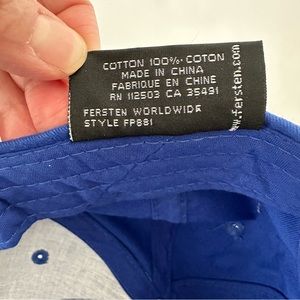 COTTON 100% COTON
MADE IN CHINA
FABRIQUE EN CHINE
RN 112503 CA 35491
FERSTEN WORLDWIDE
STYLE FP881
www.fersten.com